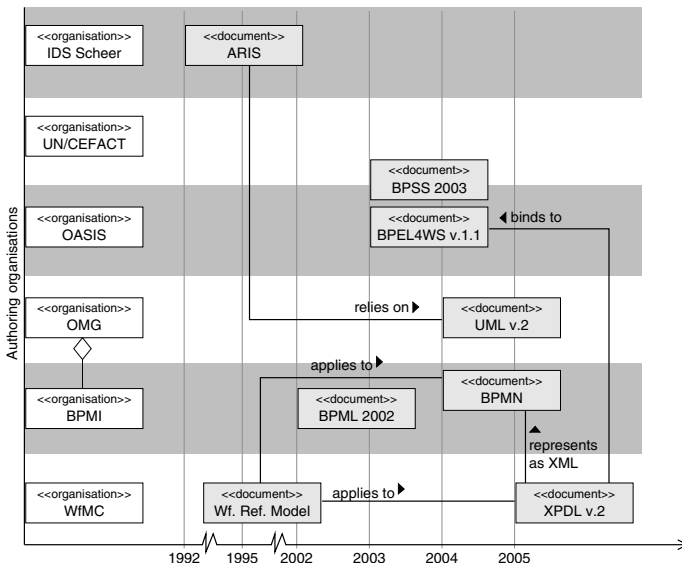 <<organisation>>
IDS Scheer
<<document>>
ARIS
<<organisation>>
UN/CEFACT
<<document>>
BPSS 2003
<<organisation>>
OASIS
<<document>>
BPEL4WS v.1.1
binds to
Authoring organisations
<<organisation>>
OMG
relies on
<<document>>
UML v.2
<<organisation>>
BPMI
applies to
<<document>>
BPML 2002
<<document>>
BPMN
represents
as XML
<<organisation>>
WfMC
<<document>>
Wf. Ref. Model
applies to
<<document>>
XPDL v.2
1992 1995 2002 2003 2004 2005